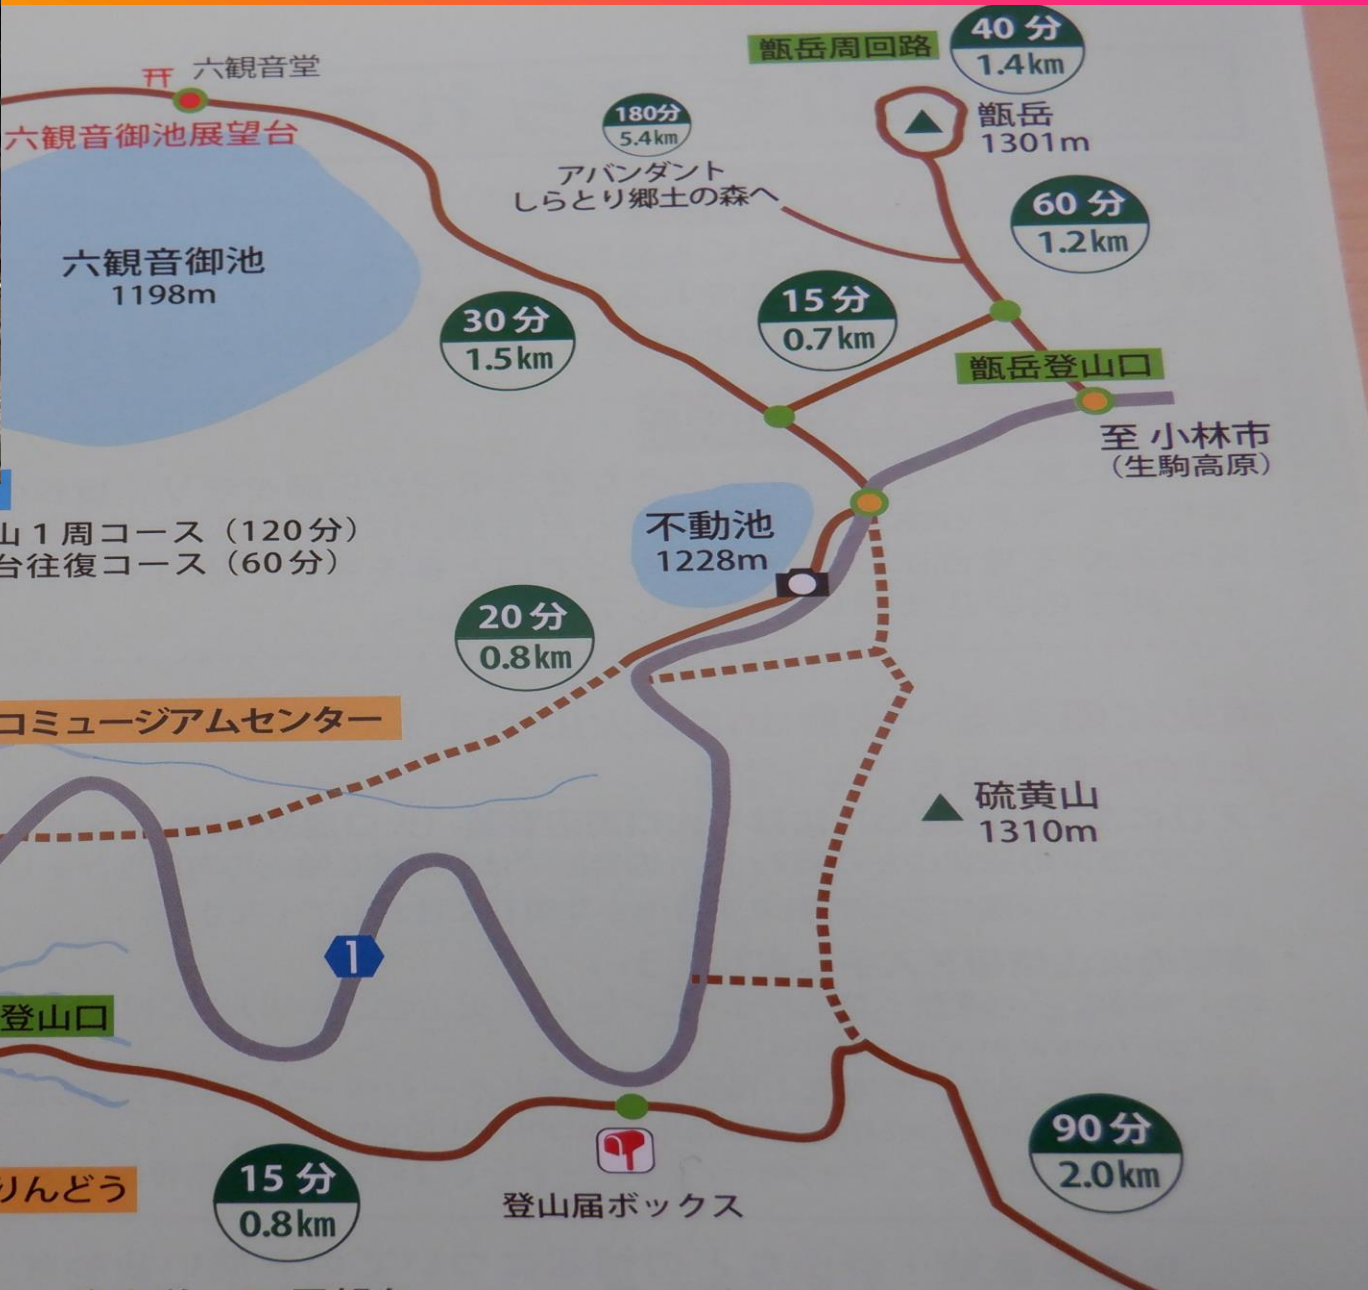 甑岳周回路
40分
1.4km
六観音堂
六観音御池展望台
180分
5.4km
アバンダント
しらとり郷土の森へ
甑岳
1301m
60分
1.2km
六観音御池
1198m
15分
0.7km
30分
1.5km
甑岳登山口
至 小林市
(生駒高原)
山1周コース(120分)
台往復コース(60分)
不動池
1228m
20分
0.8km
コミュージアムセンター
硫黄山
1310m
1
登山口
90分
2.0km
15分
0.8km
りんどう
登山届ボックス